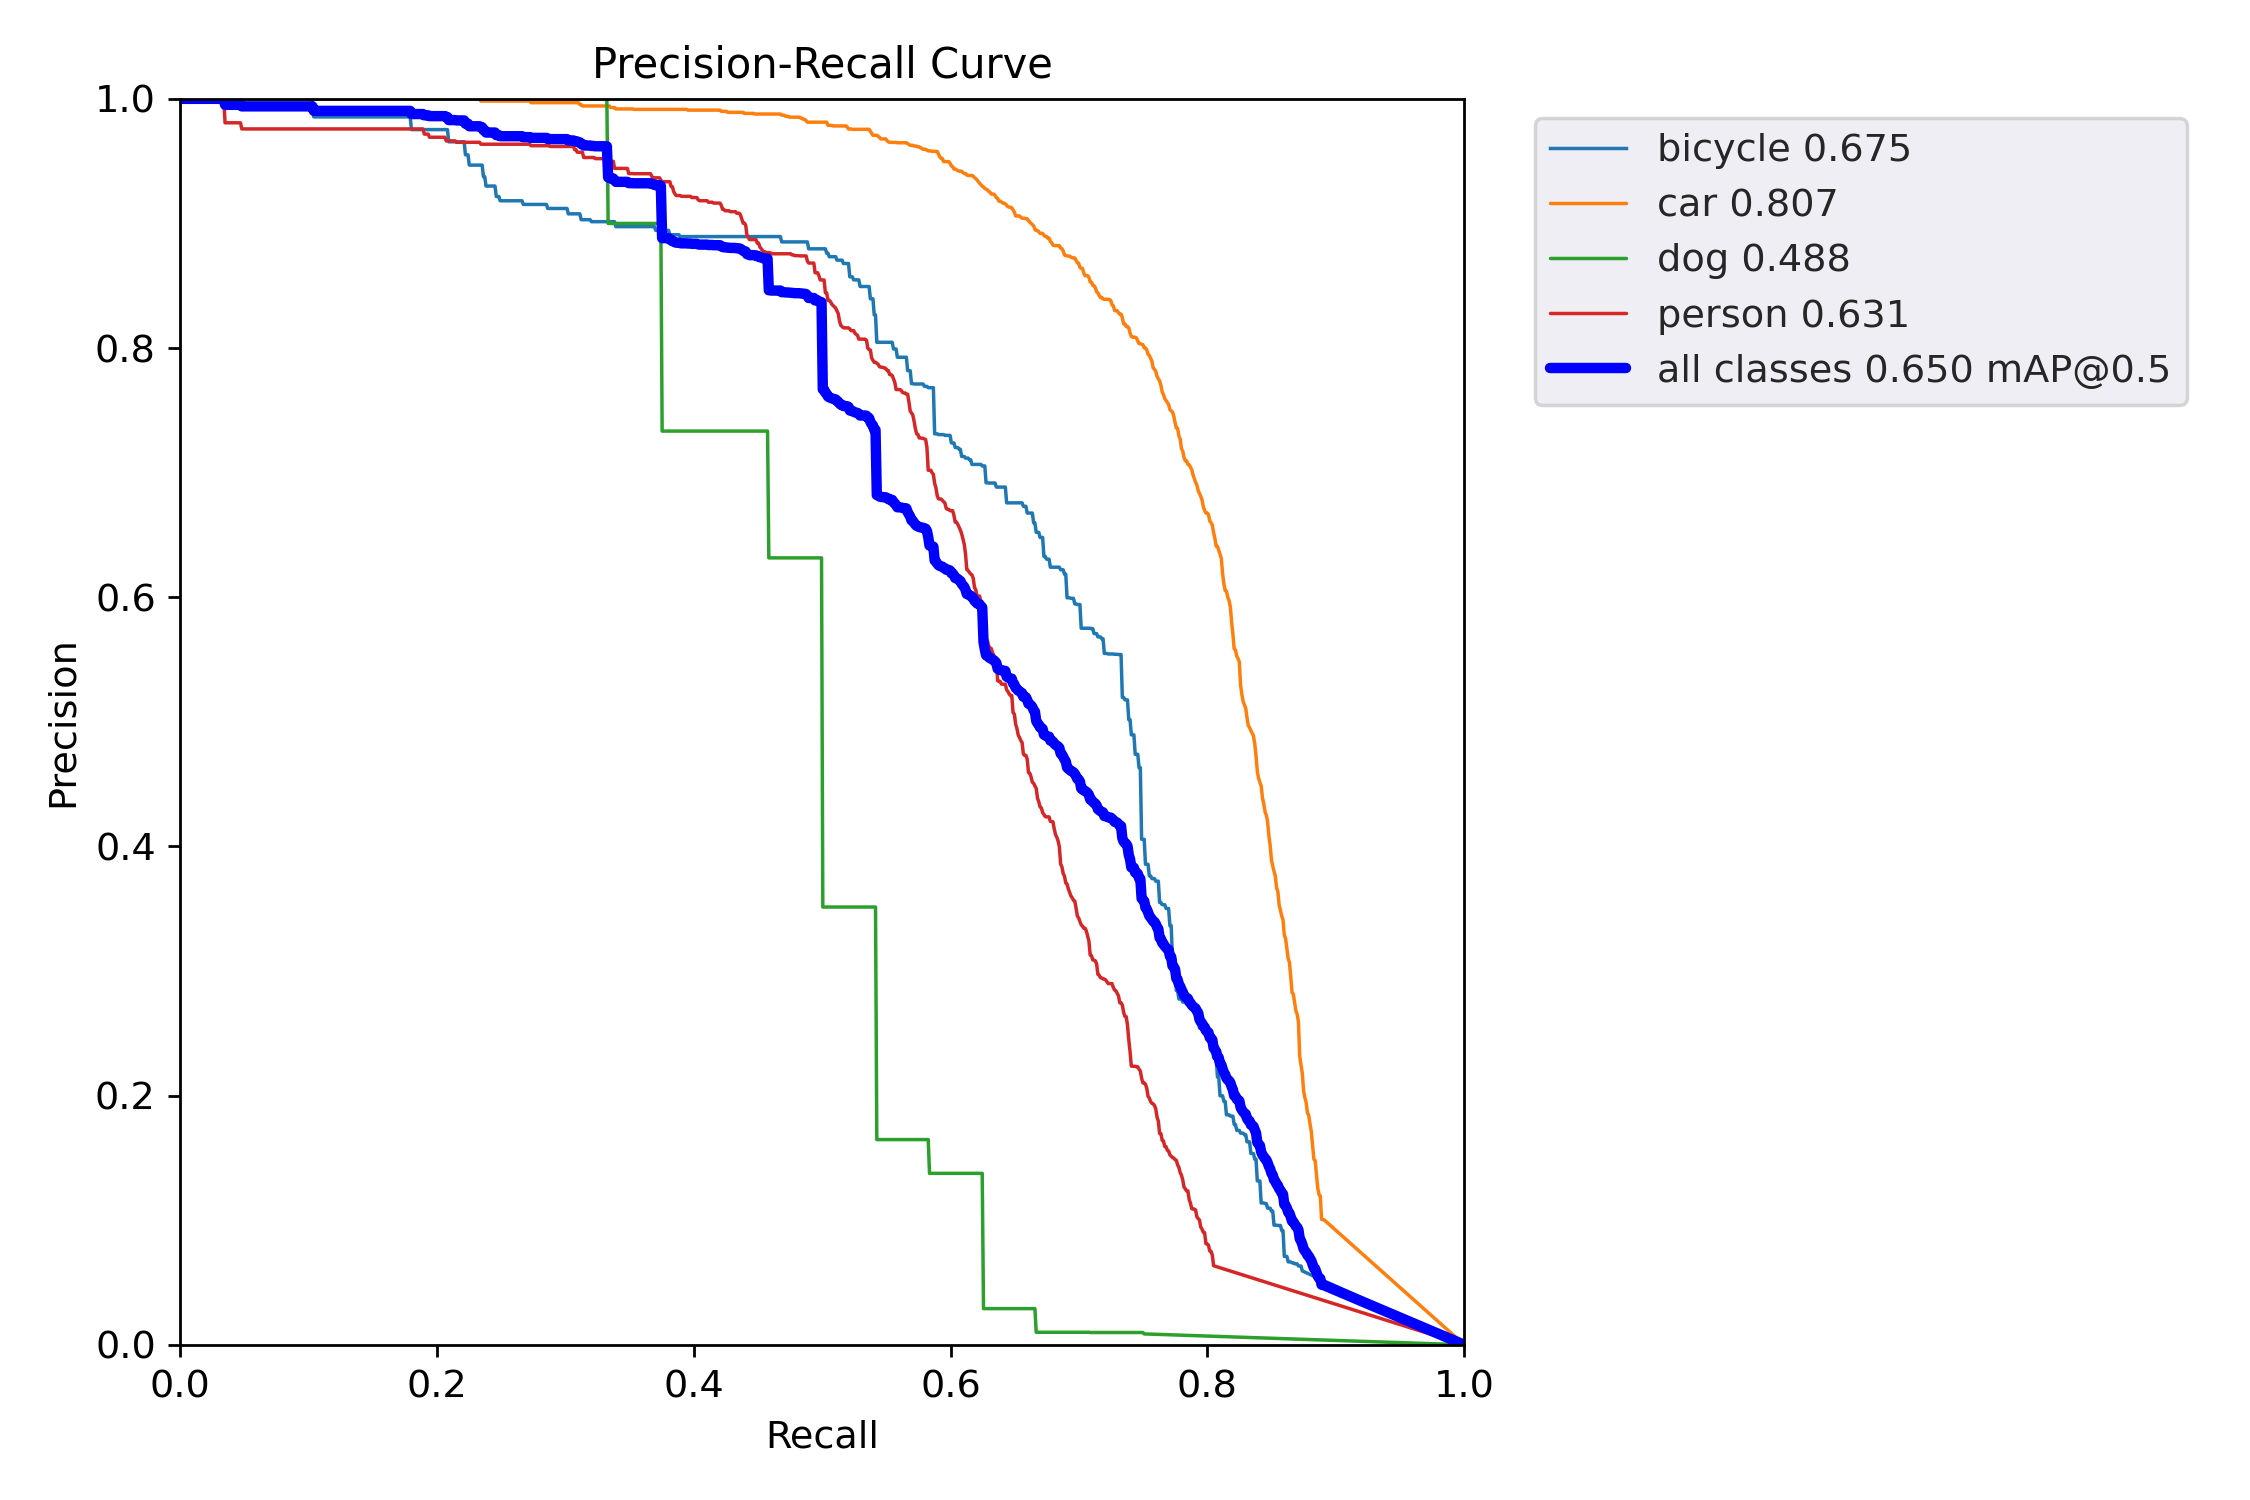 Precision-Recall Curve
1.0
0.8
0.6
0.4
0.2
0.0
Precision
0.0 0.2 0.4 0.6 0.8 1.0
Recall
bicycle 0.675
car 0.807
dog 0.488
person 0.631
all classes 0.650 mAP@0.5